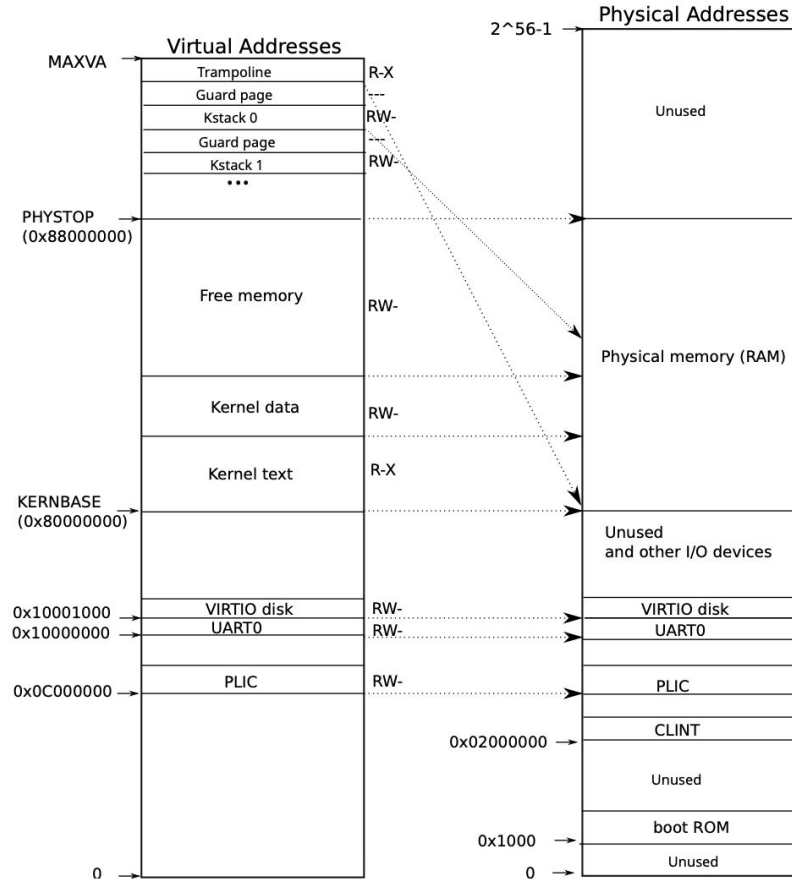 Virtual Addresses
MAXVA
Trampoline
R-X
Guard page
---
Kstack 0
RW-
Guard page
---
Kstack 1
RW-
...
PHYSTOP
(0x88000000)
Free memory
RW-
Kernel data
RW-
Kernel text
R-X
KERNBASE
(0x80000000)
0x10001000
VIRTIO disk
RW-
0x10000000
UART0
RW-
0x0C000000
PLIC
RW-
0
Physical Addresses
2^56-1
Unused
Physical memory (RAM)
Unused
and other I/O devices
VIRTIO disk
UART0
PLIC
CLINT
0x02000000
Unused
boot ROM
0x1000
Unused
0